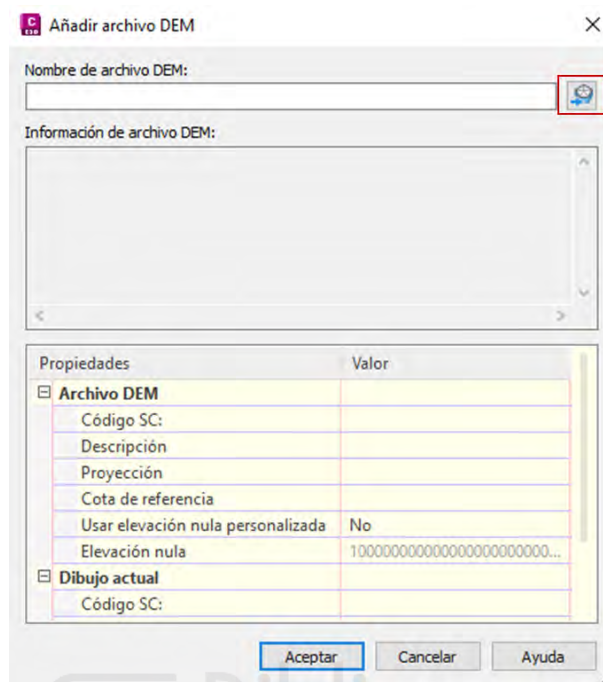 Añadir archivo DEM
Nombre de archivo DEM:
Información de archivo DEM:
Propiedades Valor
Archivo DEM
Código SC:
Descripción
Proyección
Cota de referencia
Usar elevación nula personalizada No
Elevación nula 1000000000000000000000000...
Dibujo actual
Código SC:
Aceptar Cancelar Ayuda